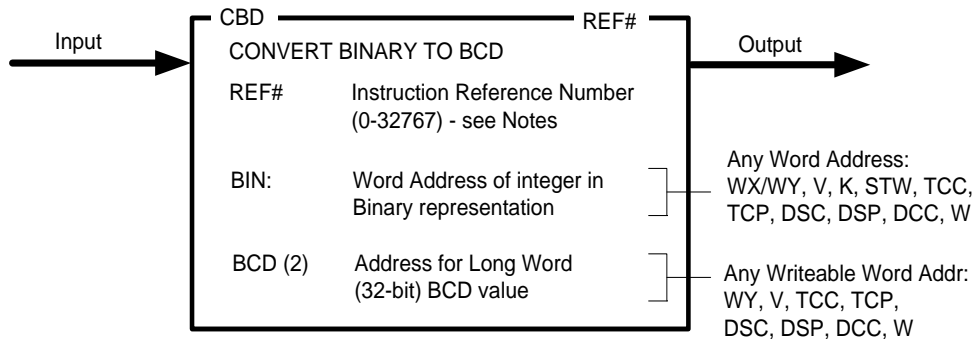 CBD
REF#
Input
Output
CONVERT BINARY TO BCD
REF# Instruction Reference Number
(0-32767) - see Notes
BIN: Word Address of integer in
Binary representation
Any Word Address:
WX/WY, V, K, STW, TCC,
TCP, DSC, DSP, DCC, W
BCD (2) Address for Long Word
(32-bit) BCD value
Any Writeable Word Addr:
WY, V, TCC, TCP,
DSC, DSP, DCC, W